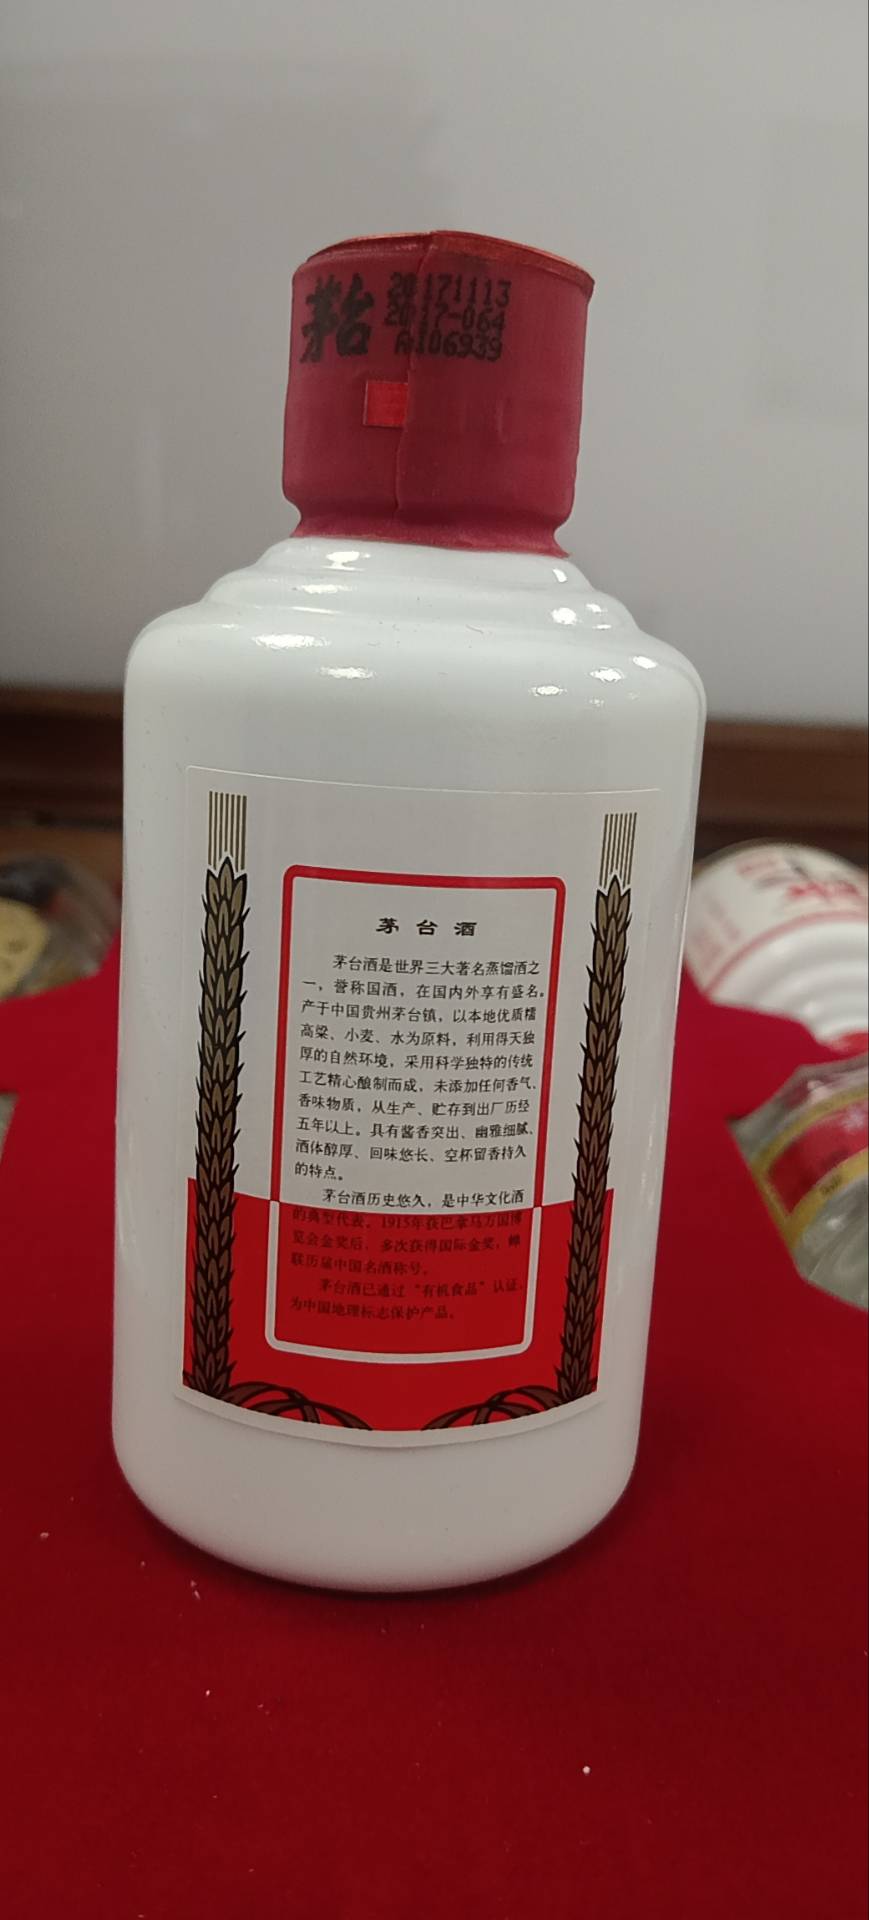 茅台
20171113
2017-064
A106939
茅台酒
茅台酒是世界三大著名蒸馏酒之
一，誉称国酒，在国内外享有盛名。
产于中国贵州茅台镇，以本地优质糯
高粱、小麦、水为原料，利用得天独
厚的自然环境，采用科学独特的传统
工艺精心酿制而成，未添加任何香气、
香味物质，从生产、贮存到出厂历经
五年以上。具有酱香突出、幽雅细腻、
酒体醇厚、回味悠长、空杯留香持久
的特点。
茅台酒历史悠久，是中华文化酒
的典型代表。1915年获巴拿马万国博
览会金奖后，多次获得国际金奖，蝉
联历届中国名酒称号。
茅台酒已通过“有机食品”认证，
为中国地理标志保护产品。